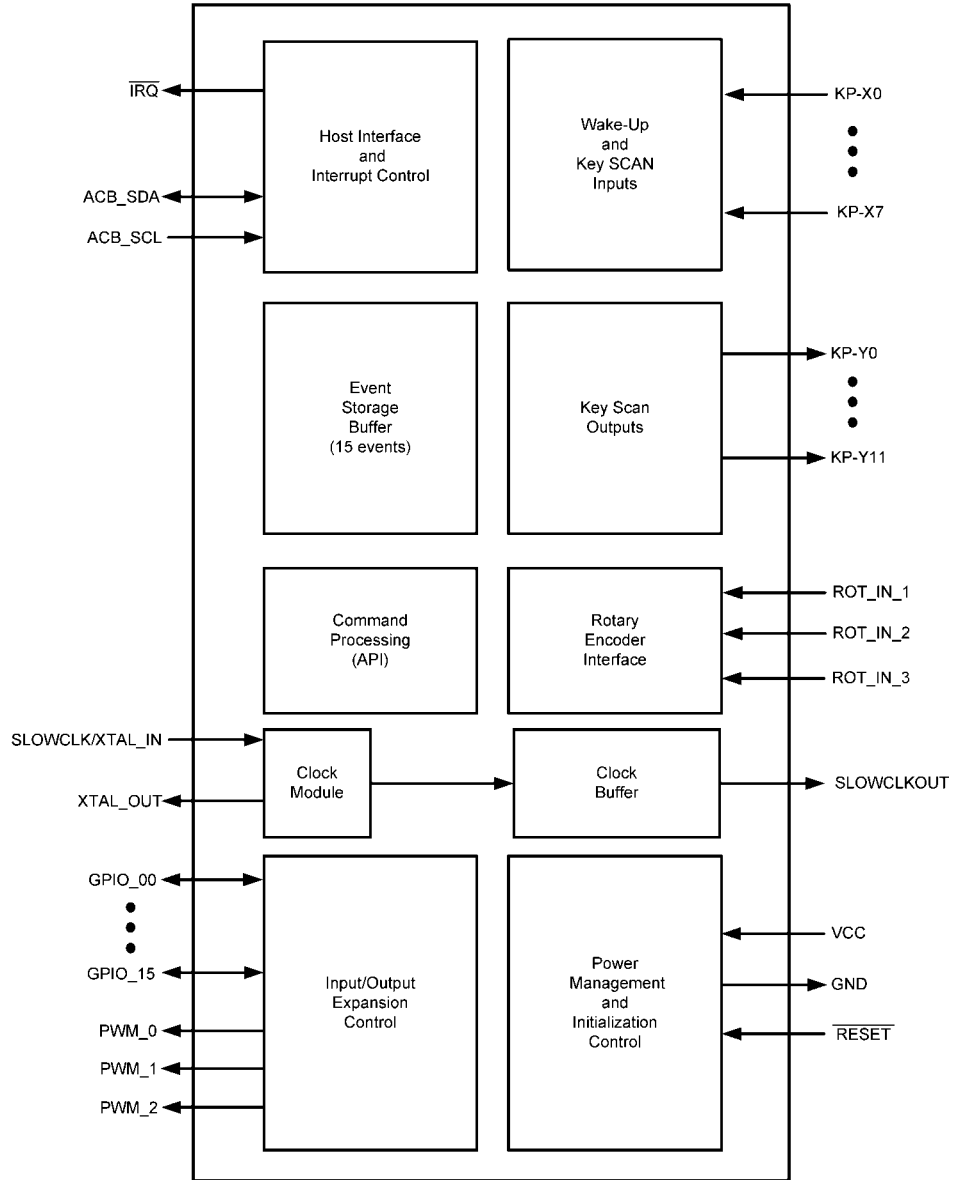 IRQ
ACB_SDA
ACB_SCL
Host Interface
and
Interrupt Control
Wake-Up
and
Key SCAN
Inputs
KP-X0
KP-X7
Event
Storage
Buffer
(15 events)
Key Scan
Outputs
KP-Y0
KP-Y11
Command
Processing
(API)
Rotary
Encoder
Interface
ROT_IN_1
ROT_IN_2
ROT_IN_3
SLOWCLK/XTAL_IN
XTAL_OUT
Clock
Module
Clock
Buffer
SLOWCLKOUT
GPIO_00
GPIO_15
PWM_0
PWM_1
PWM_2
Input/Output
Expansion
Control
Power
Management
and
Initialization
Control
VCC
GND
RESET